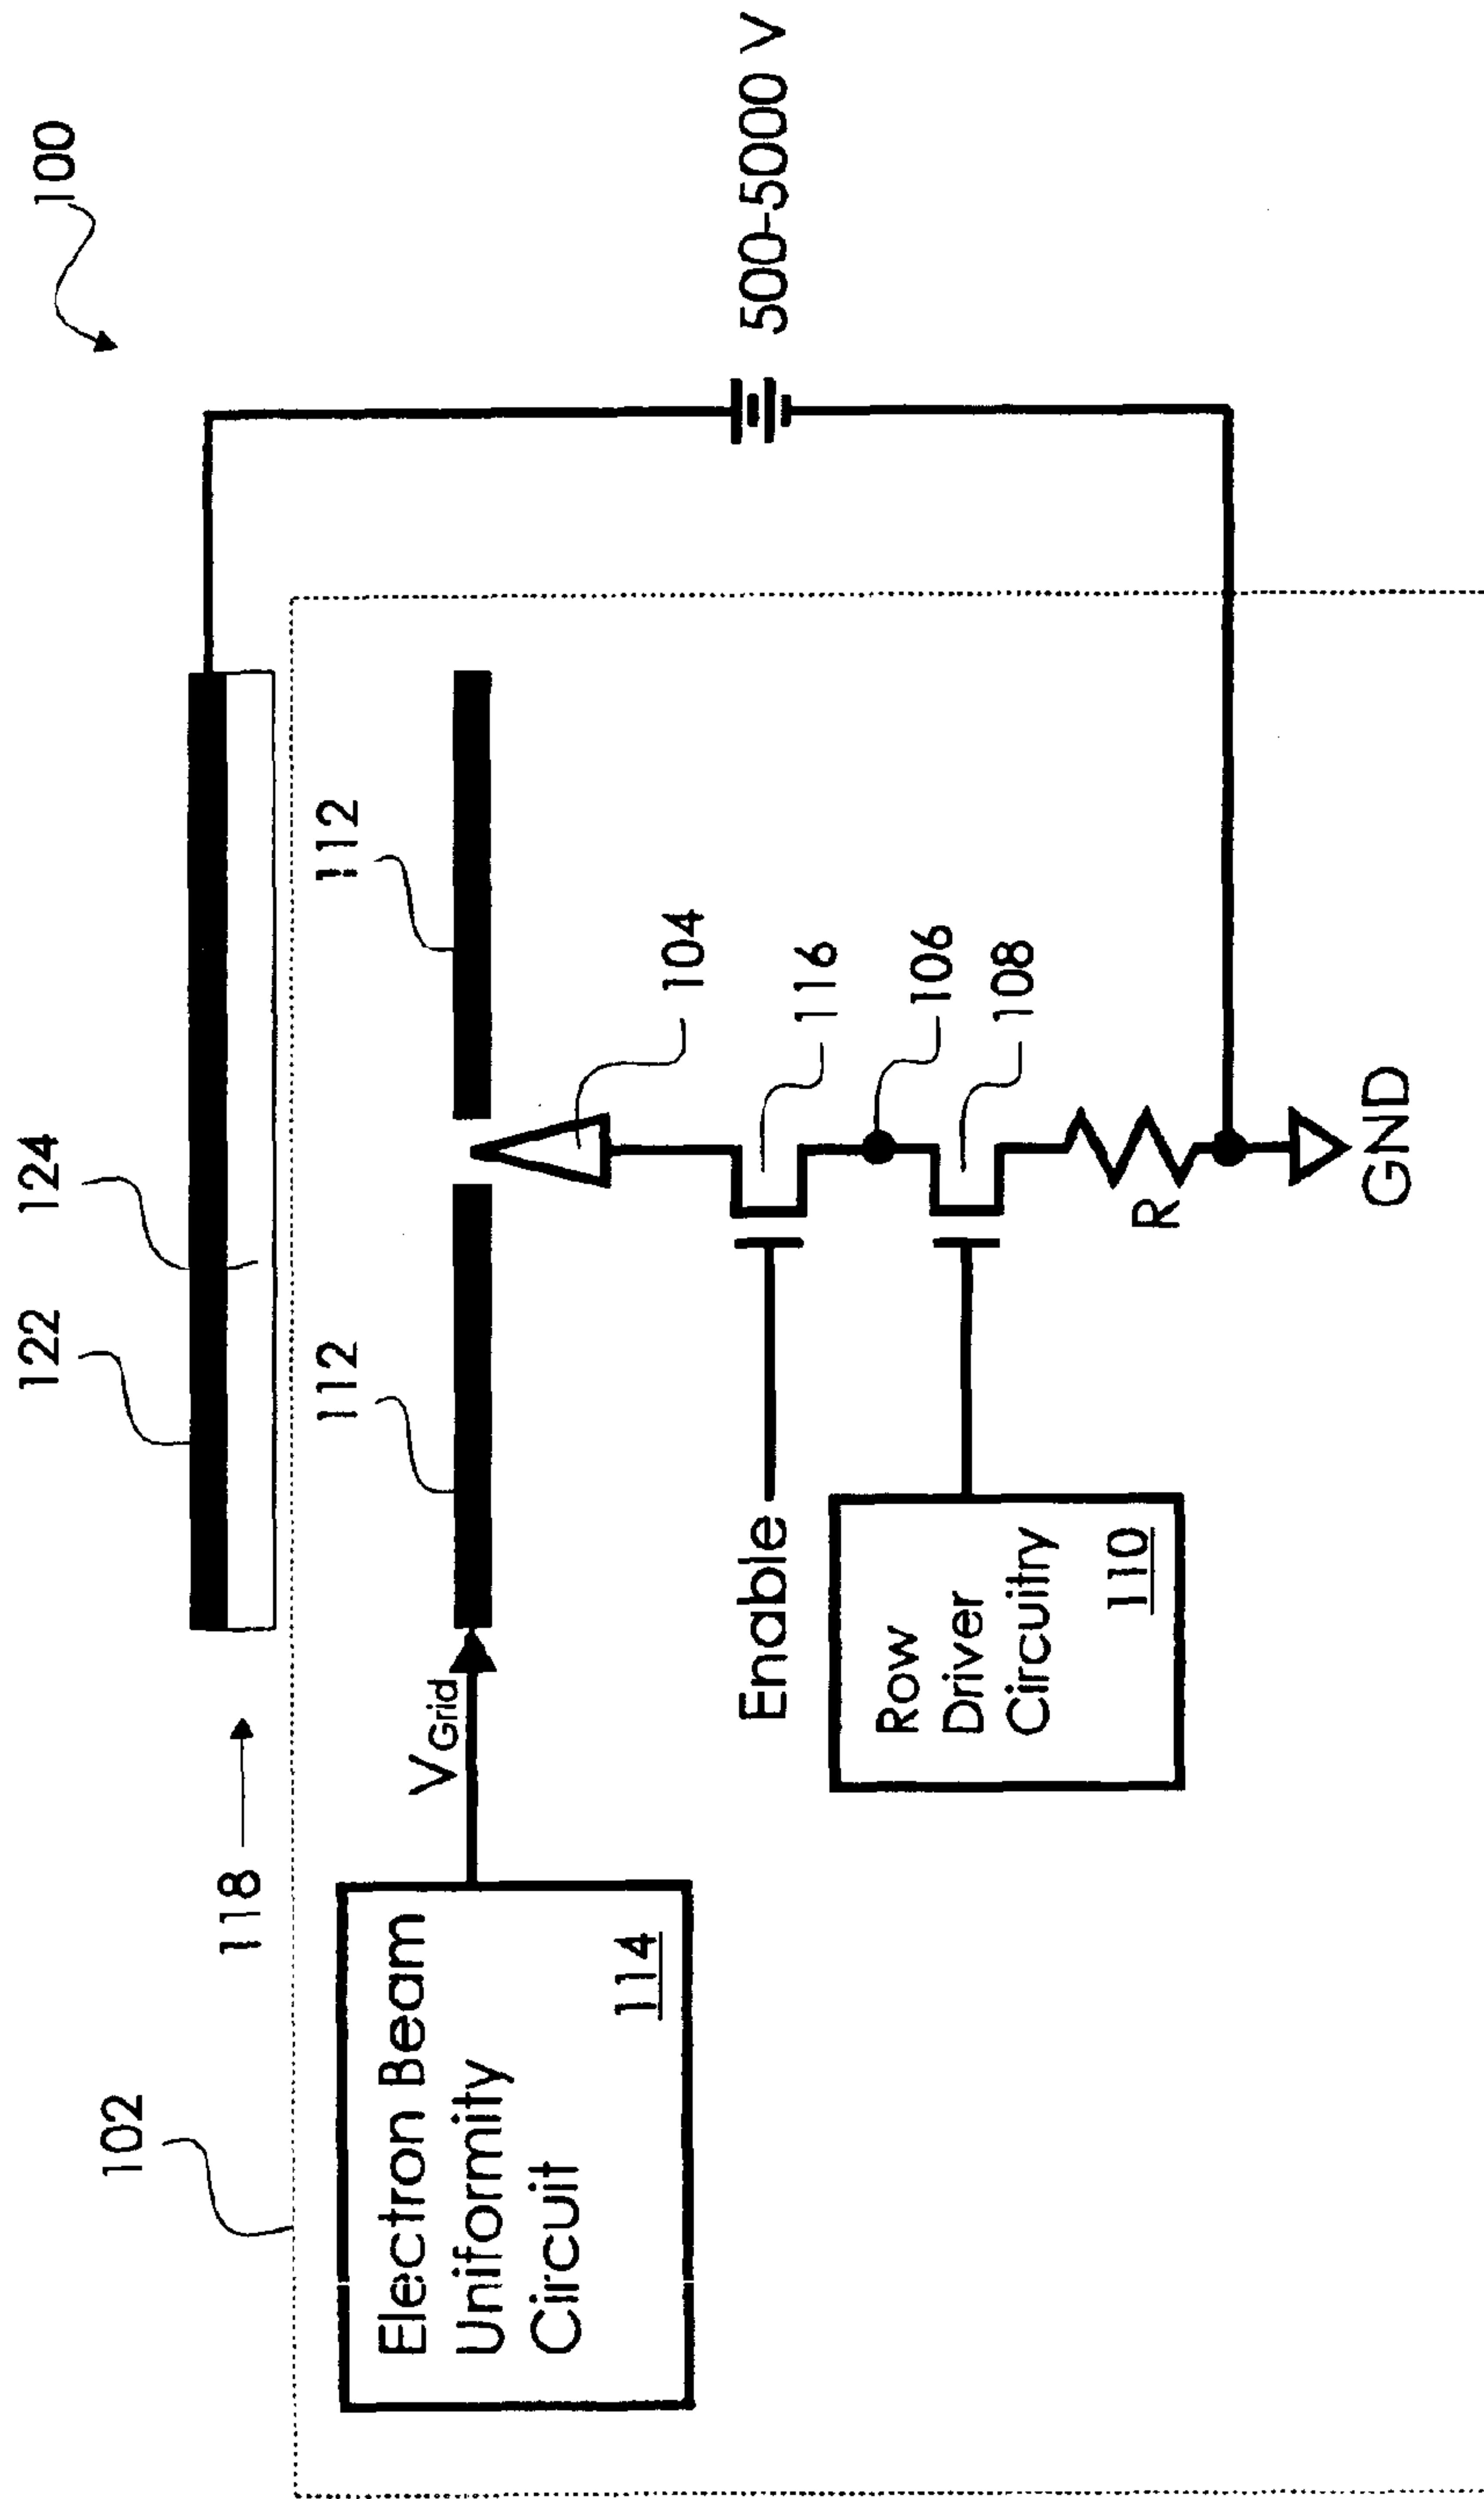 100
122
124
118
102
112
112
Electron Beam
Uniformity
Circuit
114
VGrid
104
500-5000 V
Enable
116
Row
Driver
Circuitry
110
106
108
R
GND